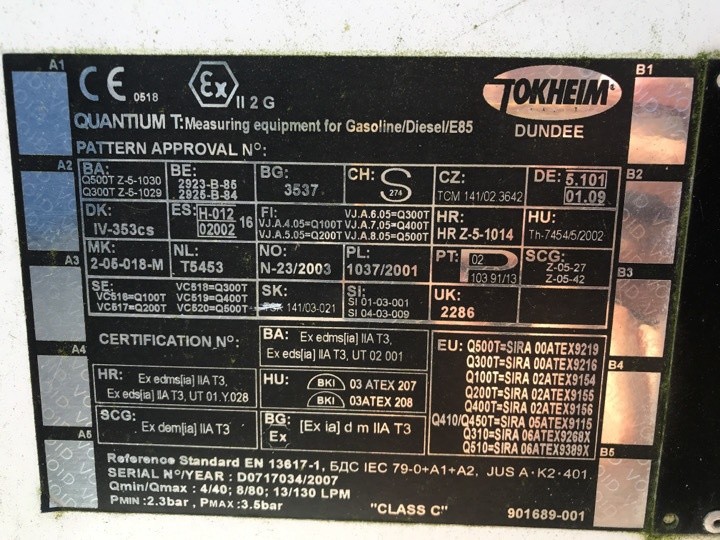 A1
B1
CE 0518
Ex II 2 G
TOKHEIM
DUNDEE
QUANTIUM T: Measuring equipment for Gasoline/Diesel/E85
PATTERN APPROVAL Nº:
A2
B2
BA: Q500T Z-5-1030
Q300T Z-5-1029
BE: 2923-B-85
2925-B-84
BG: 3537
CH: S 274
CZ: TCM 141/02 3642
DE: 5.101
01.09
DK: IV-353cs
ES: H-012 16
02002
FI: VJ.A.6.05=Q300T
VJ.A.4.05=Q100T VJ.A.7.05=Q400T
VJ.A.5.05=Q200T VJ.A.8.05=Q500T
HR: HR Z-5-1014
HU: Th-7454/5/2002
A3
B3
MK: 2-05-018-M
NL: T5453
NO: N-23/2003
PL: 1037/2001
PT: P 02
103 91/13
SCG: Z-05-27
Z-05-42
SE: VC516=Q100T VC518=Q300T
VC519=Q400T
VC517=Q200T VC520=Q500T
SK: 141/03-021
SI: SI 01-03-001
SI 04-03-009
UK: 2286
A4
B4
CERTIFICATION Nº:
BA: Ex edms[ia] IIA T3,
Ex eds[ia] IIA T3, UT 02 001
EU: Q500T=SIRA 00ATEX9219
Q300T=SIRA 00ATEX9216
Q100T=SIRA 02ATEX9154
Q200T=SIRA 02ATEX9155
Q400T=SIRA 02ATEX9156
Q410/Q450T=SIRA 05ATEX9115
Q310=SIRA 06ATEX9268X
Q510=SIRA 06ATEX9389X
HR: Ex edms[ia] IIA T3,
Ex eds[ia] IIA T3, UT 01.Y.028
HU: BKI 03 ATEX 207
BKI 03ATEX 208
SCG: Ex dem[ia] IIA T3
BG: Ex [Ex ia] d m IIA T3
A5
B5
Reference Standard EN 13617-1, БДС IEC 79-0+A1+A2, JUS A·K2·401.
SERIAL Nº/YEAR: D0717034/2007
Qmin/Qmax : 4/40; 8/80; 13/130 LPM
PMIN: 2.3bar, PMAX: 3.5bar
"CLASS C"
901689-001